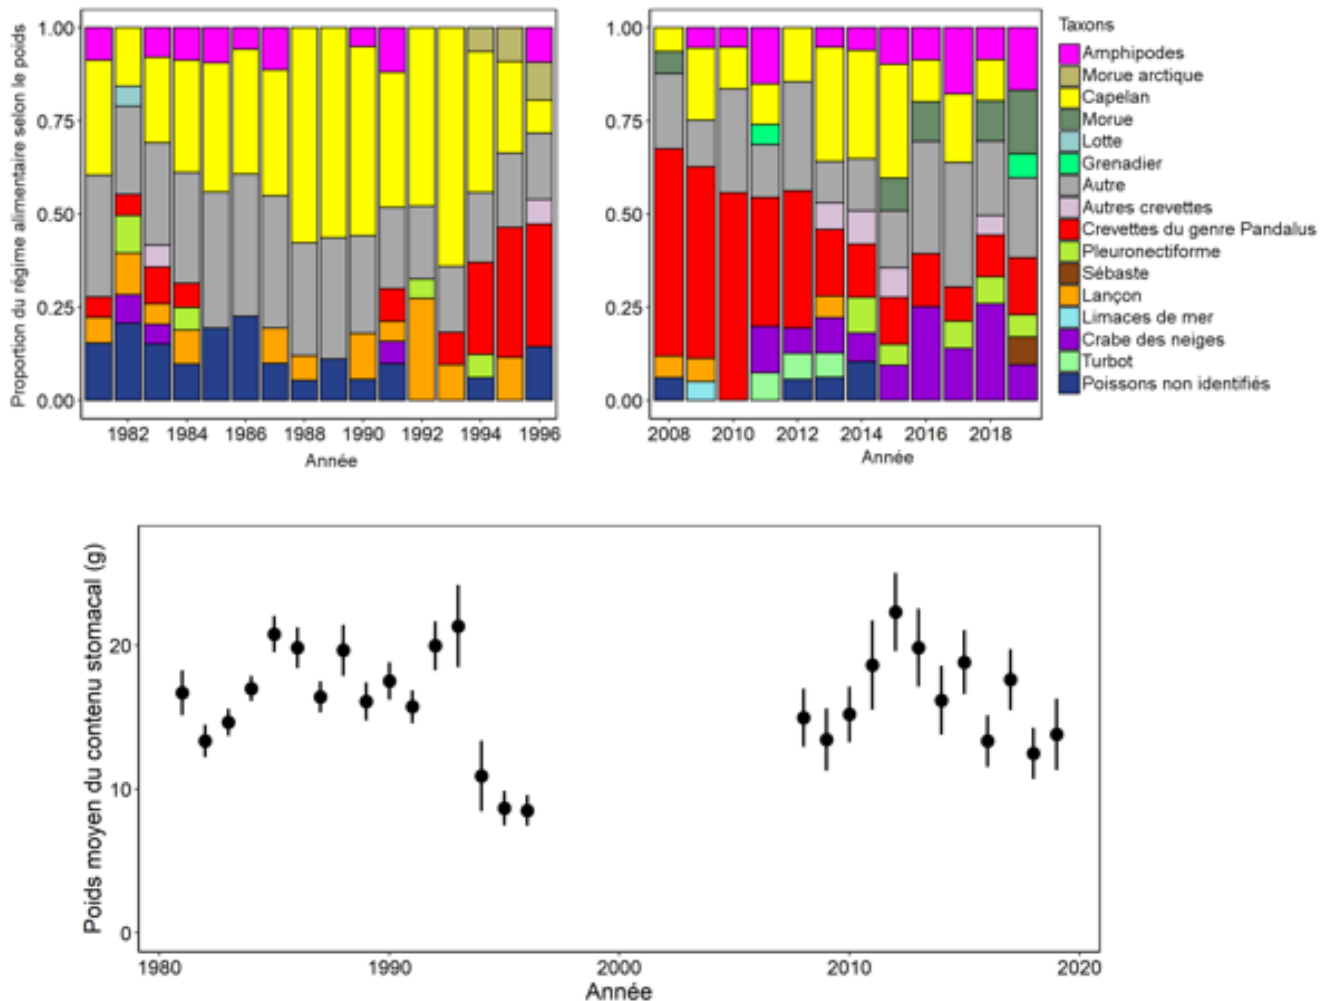 Proportion du régime alimentaire selon le poids
1.00
0.75
0.50
0.25
0.00
1982 1984 1986 1988 1990 1992 1994 1996
Année
1.00
0.75
0.50
0.25
0.00
2008 2010 2012 2014 2016 2018
Année
Taxons
Amphipodes
Morue arctique
Capelan
Morue
Lotte
Grenadier
Autre
Autres crevettes
Crevettes du genre Pandalus
Pleuronectiforme
Sébaste
Lançon
Limaces de mer
Crabe des neiges
Turbot
Poissons non identifiés
Poids moyen du contenu stomacal (g)
20
10
0
1980 1990 2000 2010 2020
Année